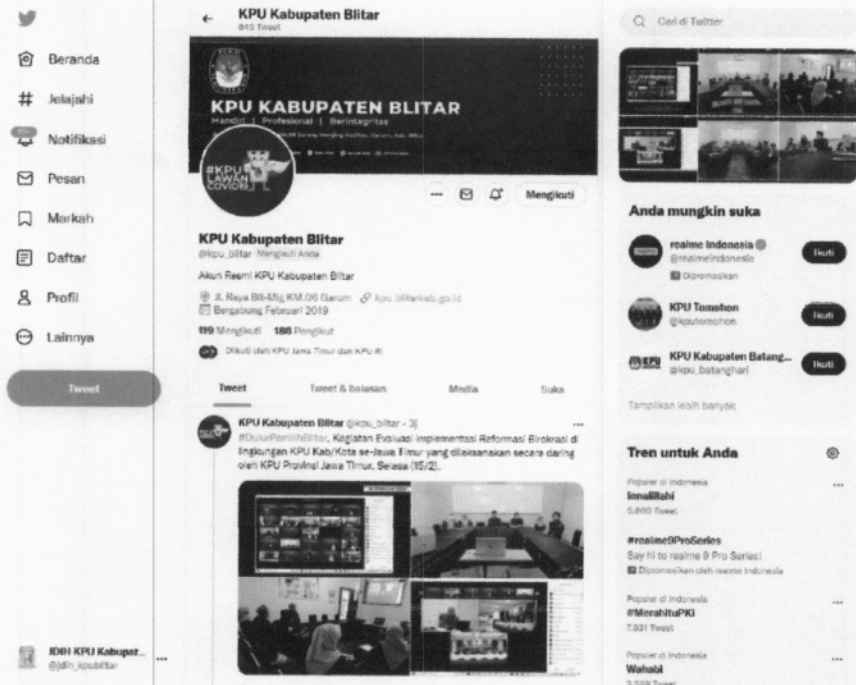 Beranda
Jelajahi
Notifikasi
Pesan
Markah
Daftar
Profil
Lainnya
Tweet
JDIH KPU Kabupat...
@jdih_kpublitar
KPU Kabupaten Blitar
843 Tweet
KPU KABUPATEN BLITAR
Mandiri | Profesional | Berintegritas
#KPU
LAWAN
COVID19
Mengikuti
KPU Kabupaten Blitar
@kpu_blitar Mengikuti Anda
Akun Resmi KPU Kabupaten Blitar
Jl. Raya Blt-Mlg KM.06 Garum kpu.blitarkab.go.id
Bergabung Februari 2019
119 Mengikuti 186 Pengikut
Diikuti oleh KPU Jawa Timur dan KPU RI
Tweet Tweet & balasan Media Suka
KPU Kabupaten Blitar @kpu_blitar · 3j
#DulurPemilihBlitar, Kegiatan Evaluasi Implementasi Reformasi Birokrasi di
lingkungan KPU Kab/Kota se-Jawa Timur yang dilaksanakan secara daring
oleh KPU Provinsi Jawa Timur, Selasa (15/2).
Cari di Twitter
Anda mungkin suka
realme Indonesia
@realmeindonesia
Dipromosikan
Ikuti
KPU Tomohon
@kputomohon
Ikuti
KPU Kabupaten Batang...
@kpu_batanghari
Ikuti
Tampilkan lebih banyak
Tren untuk Anda
Populer di Indonesia
Innalillahi
5.600 Tweet
#realme9ProSeries
Say hi to realme 9 Pro Series!
Dipromosikan oleh realme Indonesia
Populer di Indonesia
#MerahituPKI
7.931 Tweet
Populer di Indonesia
Wahabi